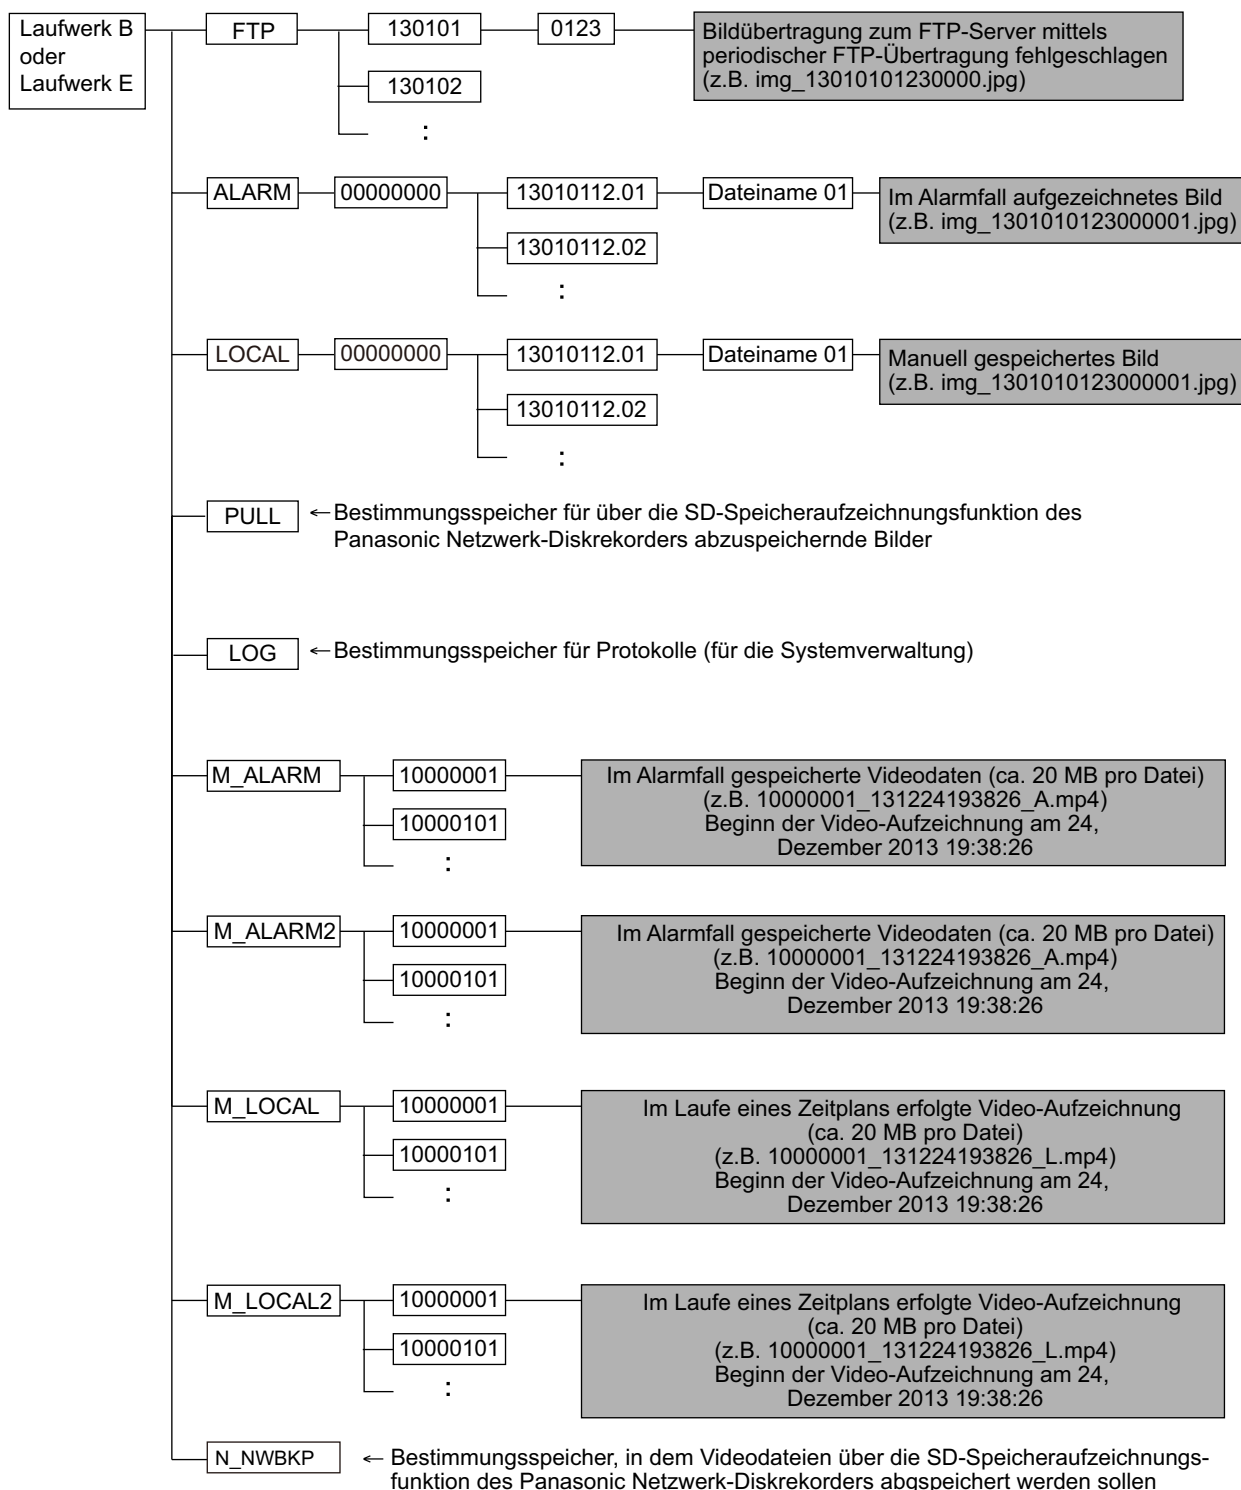 Laufwerk B
oder
Laufwerk E
FTP
130101
0123
Bildübertragung zum FTP-Server mittels
periodischer FTP-Übertragung fehlgeschlagen
(z.B. img_13010101230000.jpg)
130102
:
ALARM
00000000
13010112.01
Dateiname 01
Im Alarmfall aufgezeichnetes Bild
(z.B. img_1301010123000001.jpg)
13010112.02
:
LOCAL
00000000
13010112.01
Dateiname 01
Manuell gespeichertes Bild
(z.B. img_1301010123000001.jpg)
13010112.02
:
PULL
←Bestimmungsspeicher für über die SD-Speicheraufzeichnungsfunktion des
Panasonic Netzwerk-Diskrekorders abzuspeichernde Bilder
LOG
←Bestimmungsspeicher für Protokolle (für die Systemverwaltung)
M_ALARM
10000001
Im Alarmfall gespeicherte Videodaten (ca. 20 MB pro Datei)
(z.B. 10000001_131224193826_A.mp4)
Beginn der Video-Aufzeichnung am 24,
Dezember 2013 19:38:26
10000101
:
M_ALARM2
10000001
Im Alarmfall gespeicherte Videodaten (ca. 20 MB pro Datei)
(z.B. 10000001_131224193826_A.mp4)
Beginn der Video-Aufzeichnung am 24,
Dezember 2013 19:38:26
10000101
:
M_LOCAL
10000001
Im Laufe eines Zeitplans erfolgte Video-Aufzeichnung
(ca. 20 MB pro Datei)
(z.B. 10000001_131224193826_L.mp4)
Beginn der Video-Aufzeichnung am 24,
Dezember 2013 19:38:26
10000101
:
M_LOCAL2
10000001
Im Laufe eines Zeitplans erfolgte Video-Aufzeichnung
(ca. 20 MB pro Datei)
(z.B. 10000001_131224193826_L.mp4)
Beginn der Video-Aufzeichnung am 24,
Dezember 2013 19:38:26
10000101
:
N_NWBKP
← Bestimmungsspeicher, in dem Videodateien über die SD-Speicheraufzeichnungs-
funktion des Panasonic Netzwerk-Diskrekorders abgspeichert werden sollen